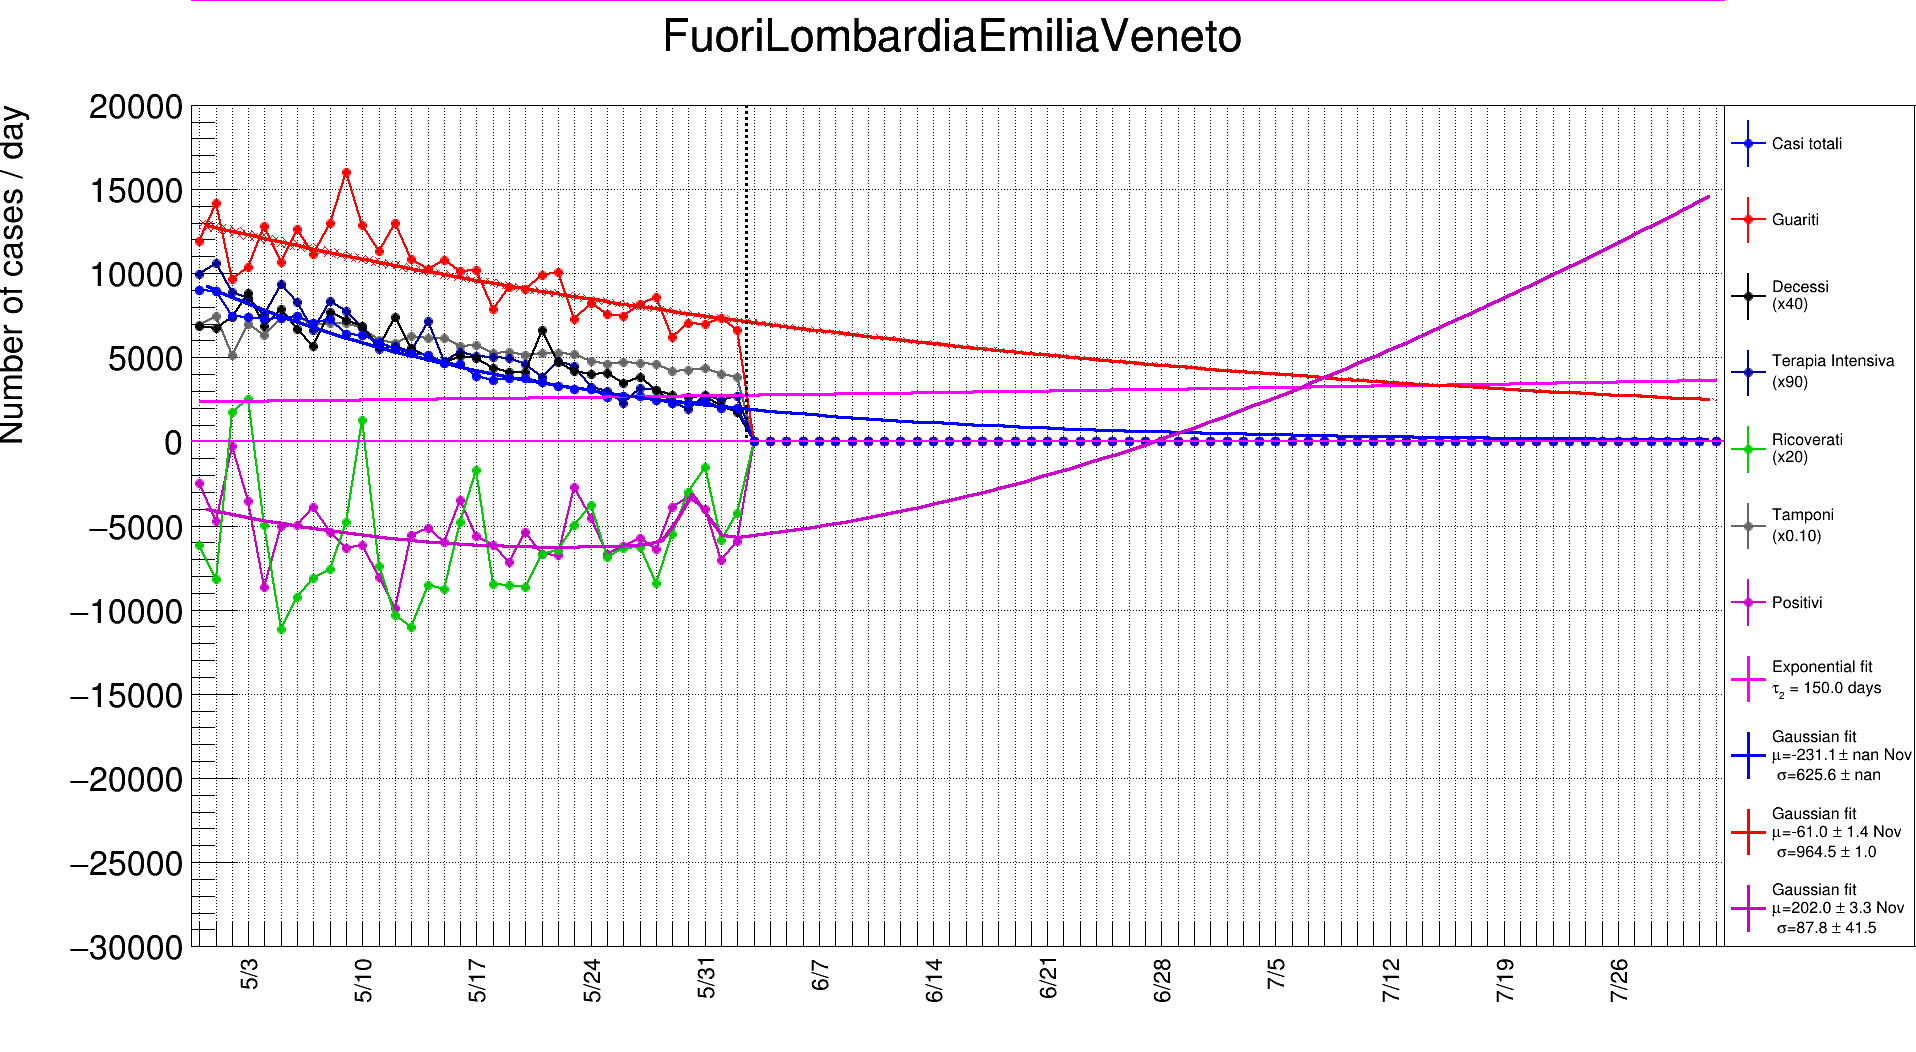 FuoriLombardiaEmiliaVeneto
Number of cases / day
20000
15000
10000
5000
0
−5000
−10000
−15000
−20000
−25000
−30000
5/3
5/10
5/17
5/24
5/31
6/7
6/14
6/21
6/28
7/5
7/12
7/19
7/26
Casi totali
Guariti
Decessi
(x40)
Terapia Intensiva
(x90)
Ricoverati
(x20)
Tamponi
(x0.10)
Positivi
Exponential fit
τ2 = 150.0 days
Gaussian fit
μ=-231.1 ± nan Nov
σ=625.6 ± nan
Gaussian fit
μ=-61.0 ± 1.4 Nov
σ=964.5 ± 1.0
Gaussian fit
μ=202.0 ± 3.3 Nov
σ=87.8 ± 41.5